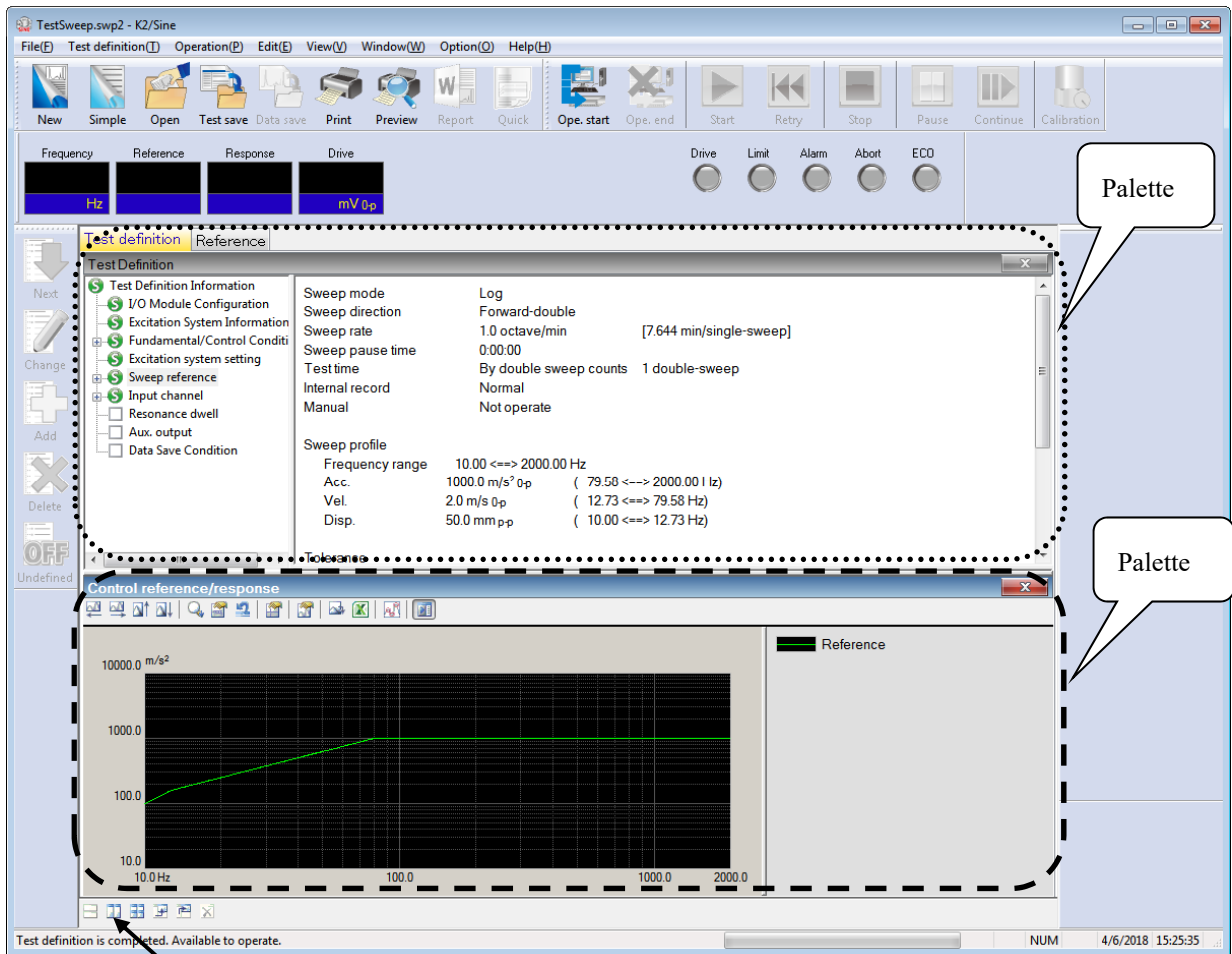 TestSweep.swp2 - K2/Sine
File(F) Test definition(T) Operation(P) Edit(E) View(V) Window(W) Option(O) Help(H)
New Simple Open Test save Data save Print Preview Report Quick Ope. start Ope. end Start Retry Stop Pause Continue Calibration
Frequency Reference Response Drive Drive Limit Alarm Abort ECO
Hz mV 0-p
Palette
Next
Change
Add
Delete
OFF
Undefined
Test definition Reference
Test Definition
Test Definition Information
I/O Module Configuration
Excitation System Information
Fundamental/Control Conditi
Excitation system setting
Sweep reference
Input channel
Resonance dwell
Aux. output
Data Save Condition
Sweep mode Log
Sweep direction Forward-double
Sweep rate 1.0 octave/min [7.644 min/single-sweep]
Sweep pause time 0:00:00
Test time By double sweep counts 1 double-sweep
Internal record Normal
Manual Not operate
Sweep profile
Frequency range 10.00 <==> 2000.00 Hz
Acc. 1000.0 m/s² 0-p ( 79.58 <--> 2000.00 Hz)
Vel. 2.0 m/s 0-p ( 12.73 <==> 79.58 Hz)
Disp. 50.0 mm p-p ( 10.00 <==> 12.73 Hz)
Tolerance
Palette
Control reference/response
Reference
10000.0 m/s²
1000.0
100.0
10.0
10.0 Hz 100.0 1000.0 2000.0
Test definition is completed. Available to operate. NUM 4/6/2018 15:25:35